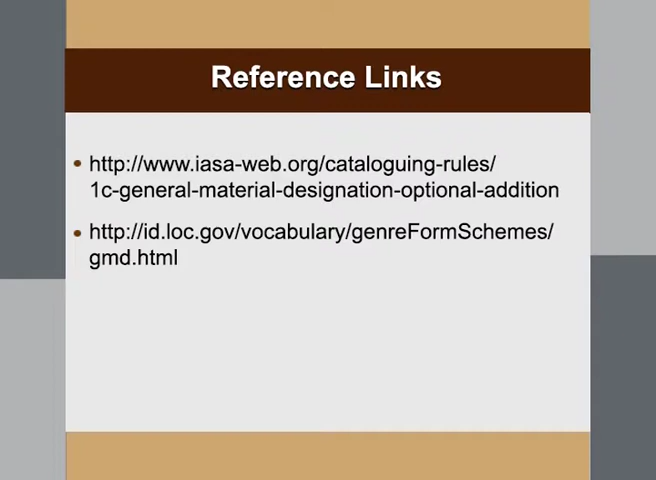 Reference Links
• http://www.iasa-web.org/cataloguing-rules/
1c-general-material-designation-optional-addition
• http://id.loc.gov/vocabulary/genreFormSchemes/
gmd.html